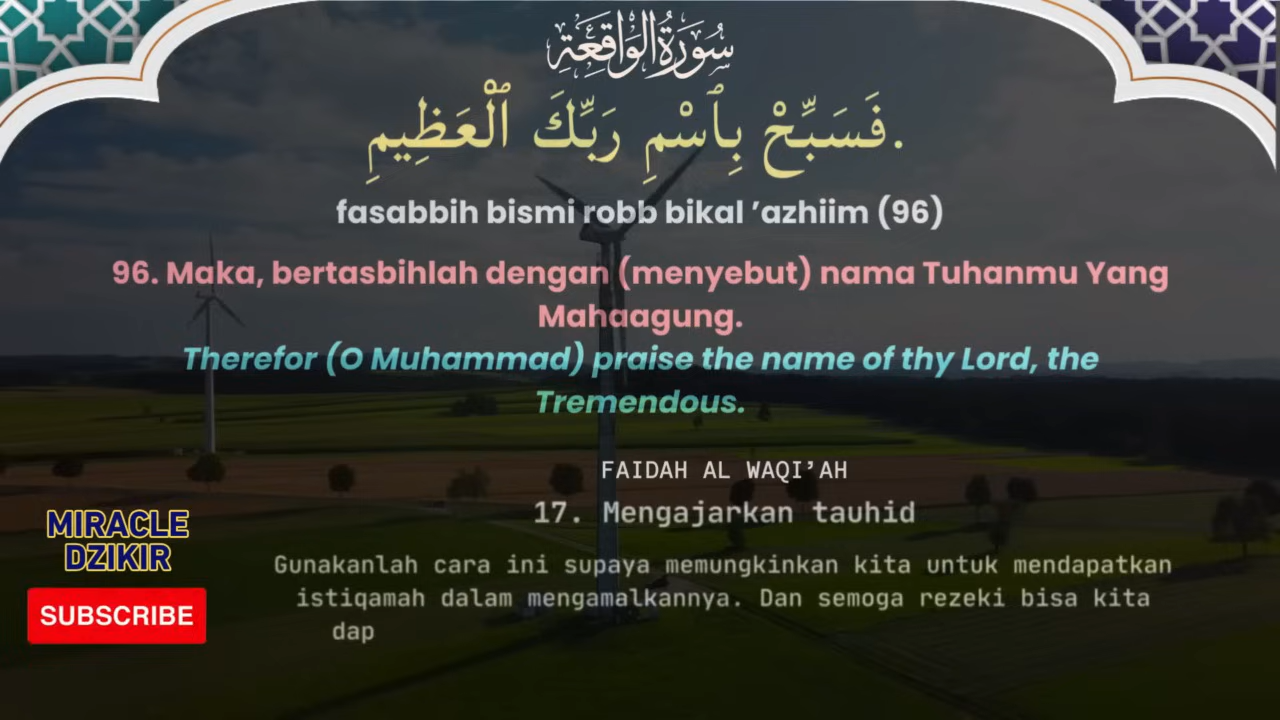 سُورَةُ الْوَاقِعَةِ
فَسَبِّحْ بِٱسْمِ رَبِّكَ ٱلْعَظِيمِ.
fasabbih bismi robb bikal ’azhiim (96)
96. Maka, bertasbihlah dengan (menyebut) nama Tuhanmu Yang
Mahaagung.
Therefor (O Muhammad) praise the name of thy Lord, the
Tremendous.
FAIDAH AL WAQI’AH
17. Mengajarkan tauhid
Gunakanlah cara ini supaya memungkinkan kita untuk mendapatkan
istiqamah dalam mengamalkannya. Dan semoga rezeki bisa kita
dap
MIRACLE
DZIKIR
SUBSCRIBE